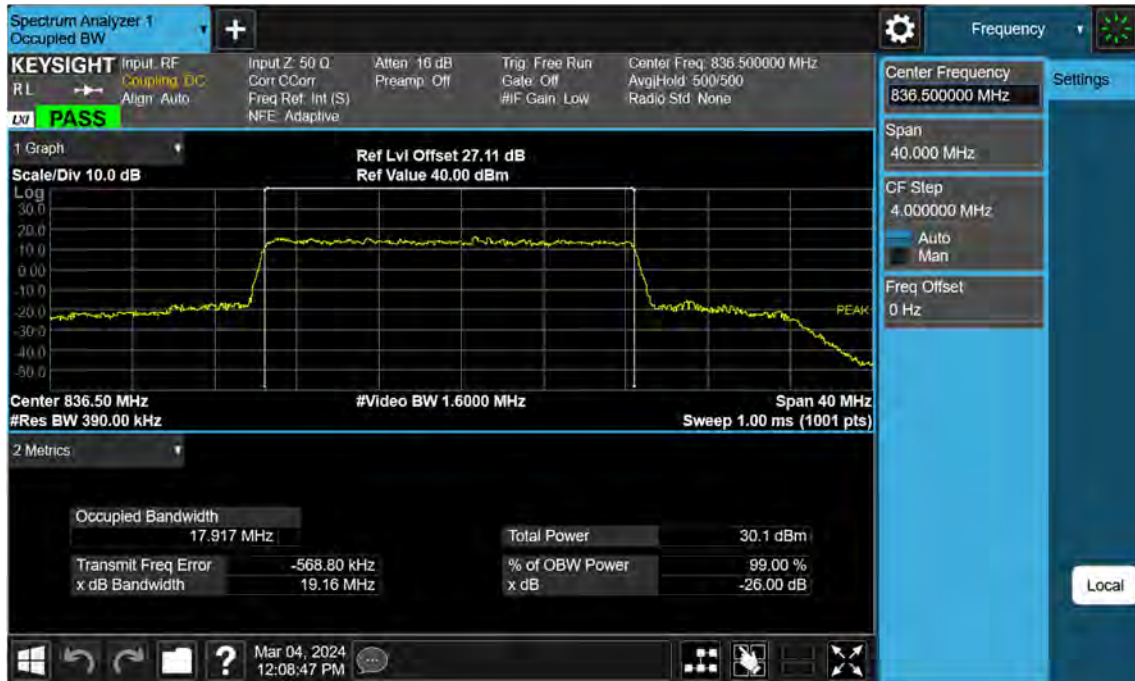 Spectrum Analyzer 1
Occupied BW
+
Frequency
KEYSIGHT
R L
LXI PASS
Input: RF
Coupling: DC
Align: Auto
Input Z: 50 Ω
Corr CCorr
Freq Ref: Int (S)
NFE: Adaptive
Atten: 16 dB
Preamp: Off
Trig: Free Run
Gate: Off
#IF Gain: Low
Center Freq: 836.500000 MHz
Avg|Hold: 500/500
Radio Std: None
1 Graph
Scale/Div 10.0 dB
Ref Lvl Offset 27.11 dB
Ref Value 40.00 dBm
Log
30.0
20.0
10.0
0.00
-10.0
-20.0
-30.0
-40.0
-50.0
PEAK
Center 836.50 MHz
#Video BW 1.6000 MHz
Span 40 MHz
#Res BW 390.00 kHz
Sweep 1.00 ms (1001 pts)
2 Metrics
Occupied Bandwidth
17.917 MHz
Transmit Freq Error -568.80 kHz
x dB Bandwidth 19.16 MHz
Total Power 30.1 dBm
% of OBW Power 99.00 %
x dB -26.00 dB
Center Frequency
836.500000 MHz
Span
40.000 MHz
CF Step
4.000000 MHz
Auto
Man
Freq Offset
0 Hz
Settings
Local
?
Mar 04, 2024
12:08:47 PM